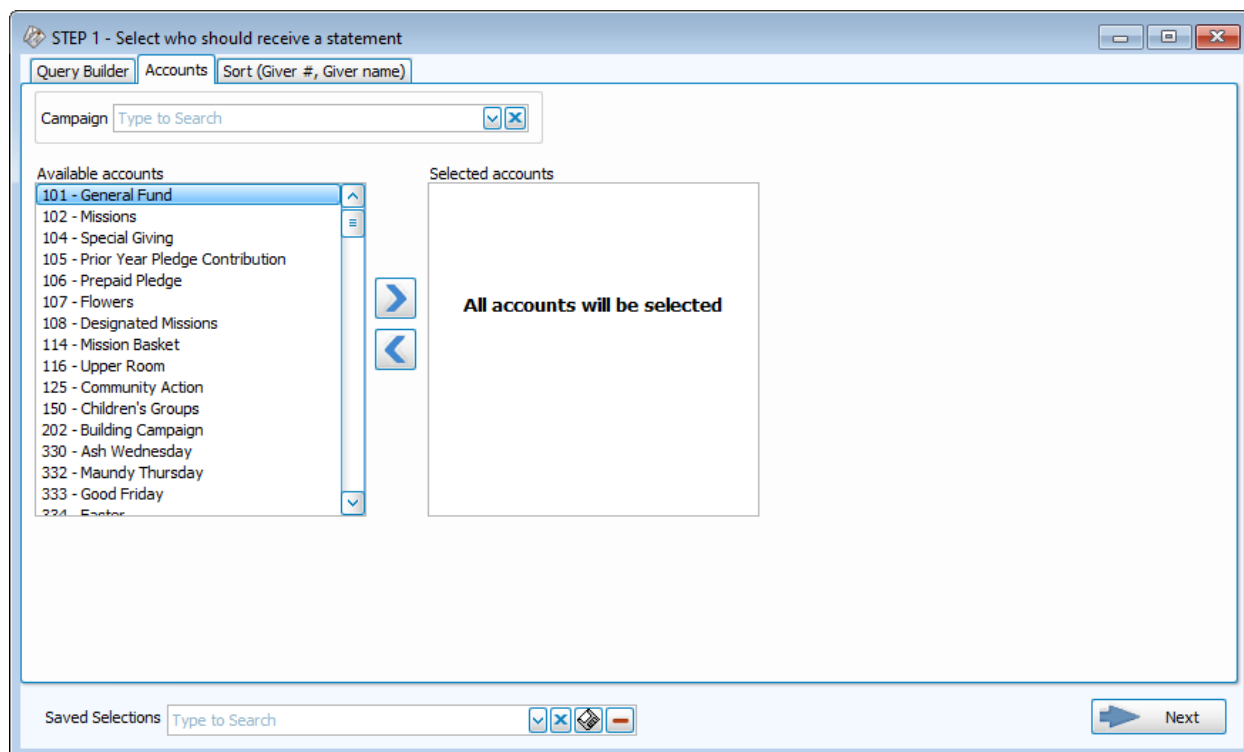 STEP 1 - Select who should receive a statement
Query Builder Accounts Sort (Giver #, Giver name)
Campaign Type to Search
Available accounts Selected accounts
101 - General Fund
102 - Missions
104 - Special Giving
105 - Prior Year Pledge Contribution
106 - Prepaid Pledge
107 - Flowers
All accounts will be selected
108 - Designated Missions
114 - Mission Basket
116 - Upper Room
125 - Community Action
150 - Children's Groups
202 - Building Campaign
330 - Ash Wednesday
332 - Maundy Thursday
333 - Good Friday
334 - Easter
Saved Selections Type to Search Next